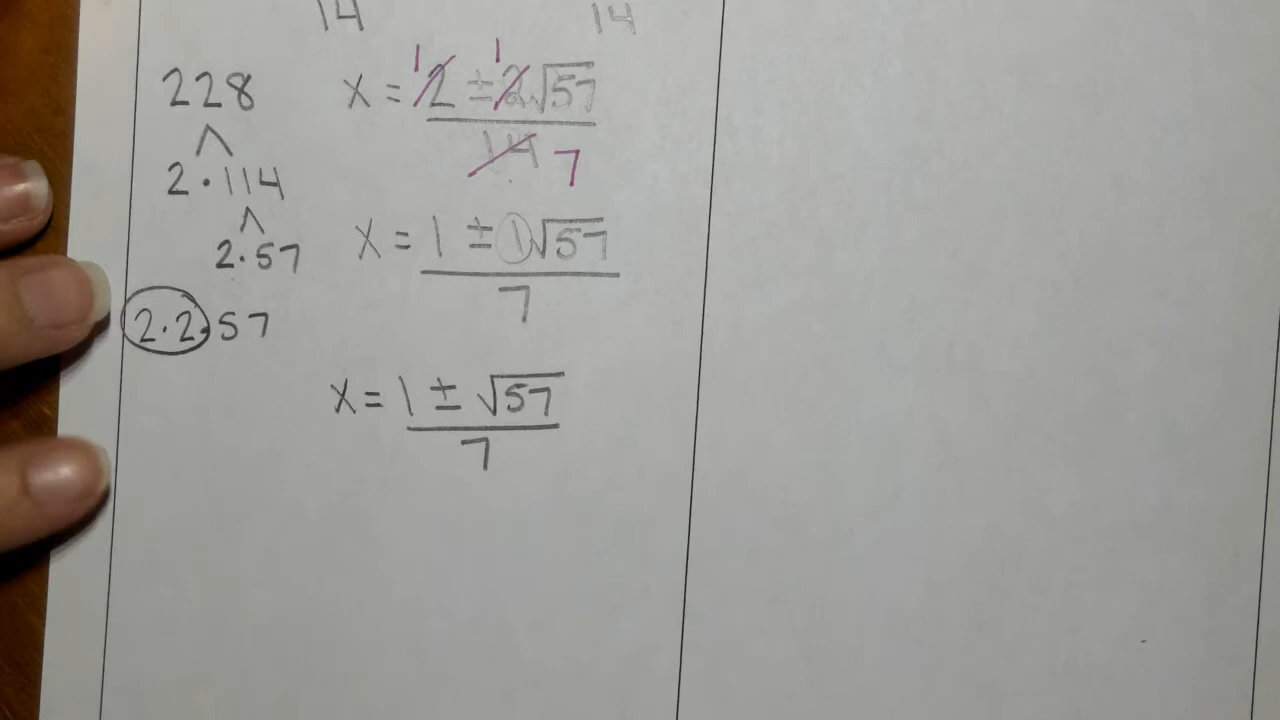 14 14
228
2 · 114
2 · 57
2 · 2 · 57
x = 2 ± 2√57
14
1 1
7
x = 1 ± 1√57
7
x = 1 ± √57
7